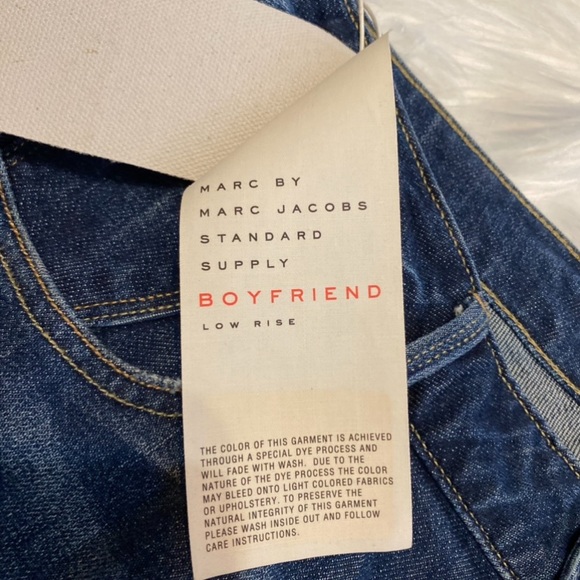 MARC BY
MARC JACOBS
STANDARD
SUPPLY
BOYFRIEND
LOW RISE
THE COLOR OF THIS GARMENT IS ACHIEVED
THROUGH A SPECIAL DYE PROCESS AND
WILL FADE WITH WASH. DUE TO THE
NATURE OF THE DYE PROCESS THE COLOR
MAY BLEED ONTO LIGHT COLORED FABRICS
OR UPHOLSTERY. TO PRESERVE THE
NATURAL INTEGRITY OF THIS GARMENT
PLEASE WASH INSIDE OUT AND FOLLOW
CARE INSTRUCTIONS.